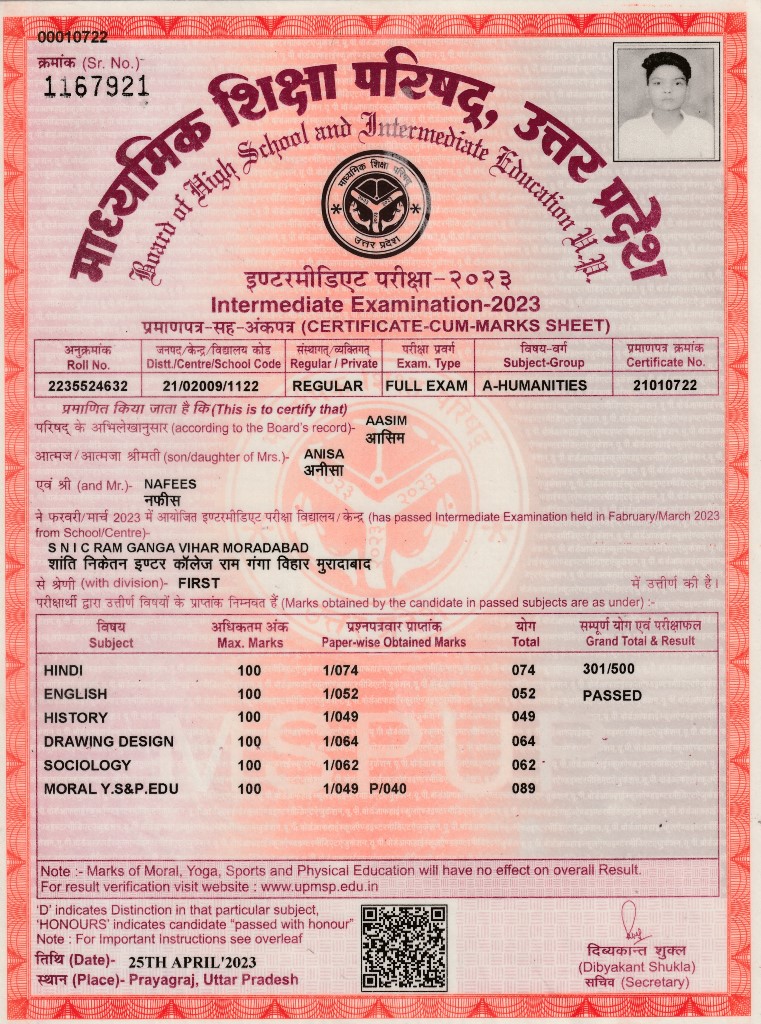 00010722
क्रमांक (Sr. No.)-
1167921
माध्यमिक शिक्षा परिषद्, उत्तर प्रदेश
Board of High School and Intermediate Education U.P.
माध्यमिक शिक्षा परिषद्
उत्तर प्रदेश
इण्टरमीडिएट परीक्षा-२०२३
Intermediate Examination-2023
प्रमाणपत्र-सह-अंकपत्र (CERTIFICATE-CUM-MARKS SHEET)
अनुक्रमांक जनपद/केन्द्र/विद्यालय कोड संस्थागत/व्यक्तिगत परीक्षा प्रवर्ग विषय-वर्ग प्रमाणपत्र क्रमांक
Roll No. Distt./Centre/School Code Regular / Private Exam. Type Subject-Group Certificate No.
2235524632 21/02009/1122 REGULAR FULL EXAM A-HUMANITIES 21010722
प्रमाणित किया जाता है कि (This is to certify that)
परिषद् के अभिलेखानुसार (according to the Board's record)- AASIM
आसिम
आत्मज/आत्मजा श्रीमती (son/daughter of Mrs.)- ANISA
अनीसा
एवं श्री (and Mr.)- NAFEES
नफीस
ने फरवरी/मार्च 2023 में आयोजित इण्टरमीडिएट परीक्षा विद्यालय/केन्द्र (has passed Intermediate Examination held in Fabruary/March 2023
from School/Centre)-
S N I C RAM GANGA VIHAR MORADABAD
शांति निकेतन इण्टर कॉलेज राम गंगा विहार मुरादाबाद
से श्रेणी (with division)- FIRST में उत्तीर्ण की है।
परीक्षार्थी द्वारा उत्तीर्ण विषयों के प्राप्तांक निम्नवत हैं (Marks obtained by the candidate in passed subjects are as under) :-
विषय अधिकतम अंक प्रश्नपत्रवार प्राप्तांक योग सम्पूर्ण योग एवं परीक्षाफल
Subject Max. Marks Paper-wise Obtained Marks Total Grand Total & Result
HINDI 100 1/074 074 301/500
ENGLISH 100 1/052 052 PASSED
HISTORY 100 1/049 049
DRAWING DESIGN 100 1/064 064
SOCIOLOGY 100 1/062 062
MORAL Y.S&P.EDU 100 1/049 P/040 089
MSPUP
Note :- Marks of Moral, Yoga, Sports and Physical Education will have no effect on overall Result.
For result verification visit website : www.upmsp.edu.in
'D' indicates Distinction in that particular subject,
'HONOURS' indicates candidate "passed with honour"
Note : For Important Instructions see overleaf
तिथि (Date)- 25TH APRIL'2023
स्थान (Place)- Prayagraj, Uttar Pradesh
दिब्यकान्त शुक्ल
(Dibyakant Shukla)
सचिव (Secretary)